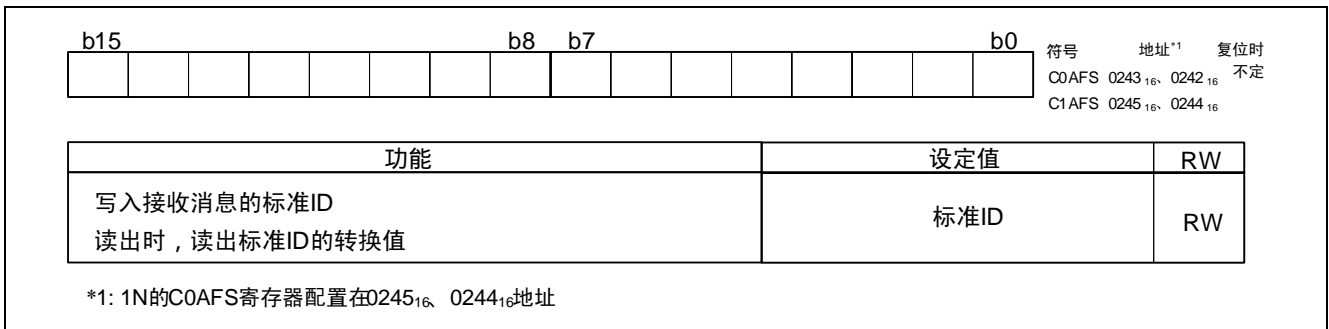 b15 b8 b7 b0
符号 地址*1 复位时
C0AFS 0243₁₆、0242₁₆ 不定
C1AFS 0245₁₆、0244₁₆
功能 设定值 RW
写入接收消息的标准ID
读出时，读出标准ID的转换值
标准ID RW
*1: 1N的C0AFS寄存器配置在0245₁₆、0244₁₆地址